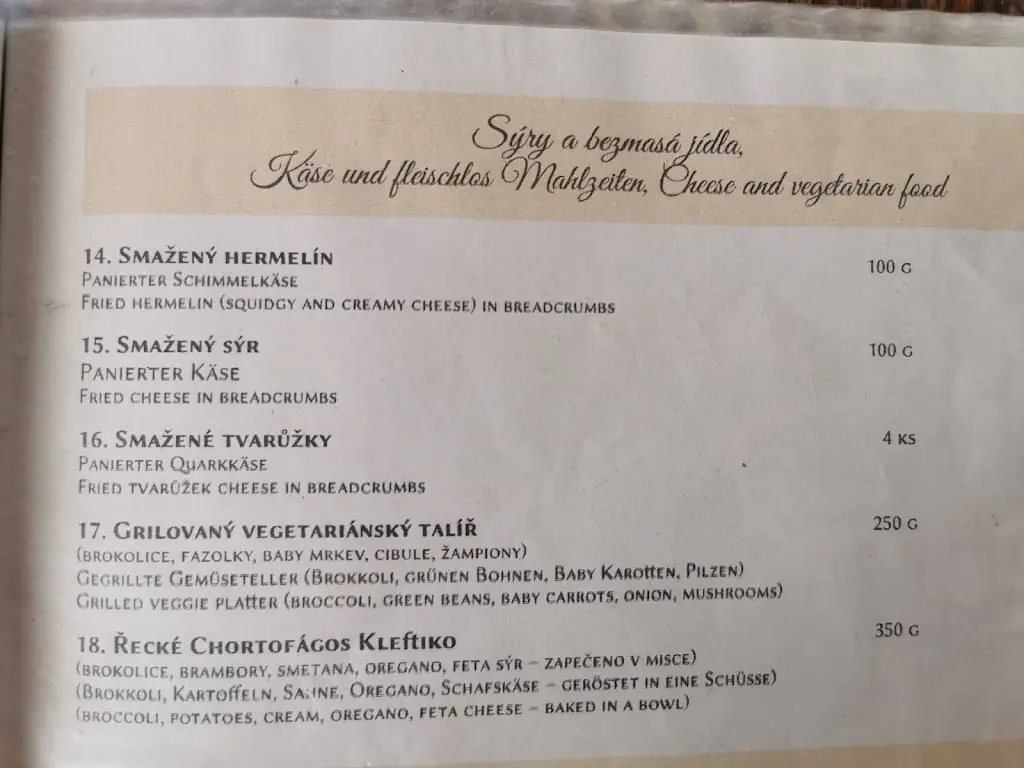 Sýry a bezmasá jídla,
Käse und fleischlos Mahlzeiten, Cheese and vegetarian food
14. Smažený hermelín 100 g
Panierter Schimmelkäse
Fried hermelin (squidgy and creamy cheese) in breadcrumbs
15. Smažený sýr 100 g
Panierter Käse
Fried cheese in breadcrumbs
16. Smažené tvarůžky 4 ks
Panierter Quarkkäse
Fried tvarůžek cheese in breadcrumbs
17. Grilovaný vegetariánský talíř 250 g
(brokolice, fazolky, baby mrkev, cibule, žampiony)
Gegrillte Gemüseteller (Brokkoli, grünen Bohnen, Baby Karotten, Pilzen)
Grilled veggie platter (broccoli, green beans, baby carrots, onion, mushrooms)
18. Řecké Chortofágos Kleftiko 350 g
(brokolice, brambory, smetana, oregano, feta sýr – zapečeno v misce)
(Brokkoli, Kartoffeln, Sahne, Oregano, Schafskäse – geröstet in eine Schüsse)
(broccoli, potatoes, cream, oregano, feta cheese – baked in a bowl)